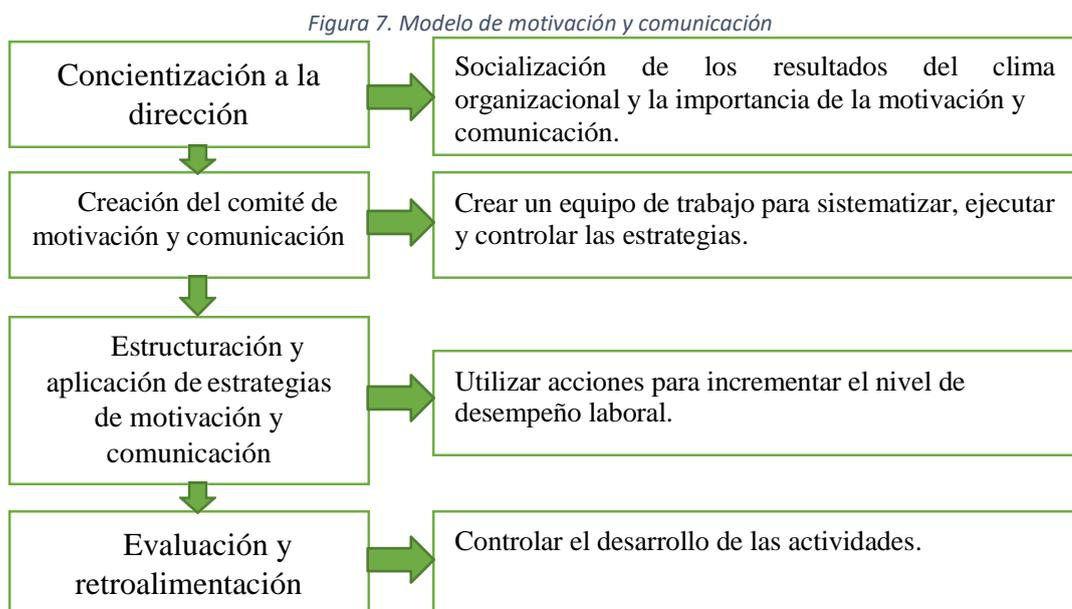 Figura 7. Modelo de motivación y comunicación
Concientización a la
dirección
Socialización de los resultados del clima
organizacional y la importancia de la motivación y
comunicación.
Creación del comité de
motivación y comunicación
Crear un equipo de trabajo para sistematizar, ejecutar
y controlar las estrategias.
Estructuración y
aplicación de estrategias
de motivación y
comunicación
Utilizar acciones para incrementar el nivel de
desempeño laboral.
Evaluación y
retroalimentación
Controlar el desarrollo de las actividades.